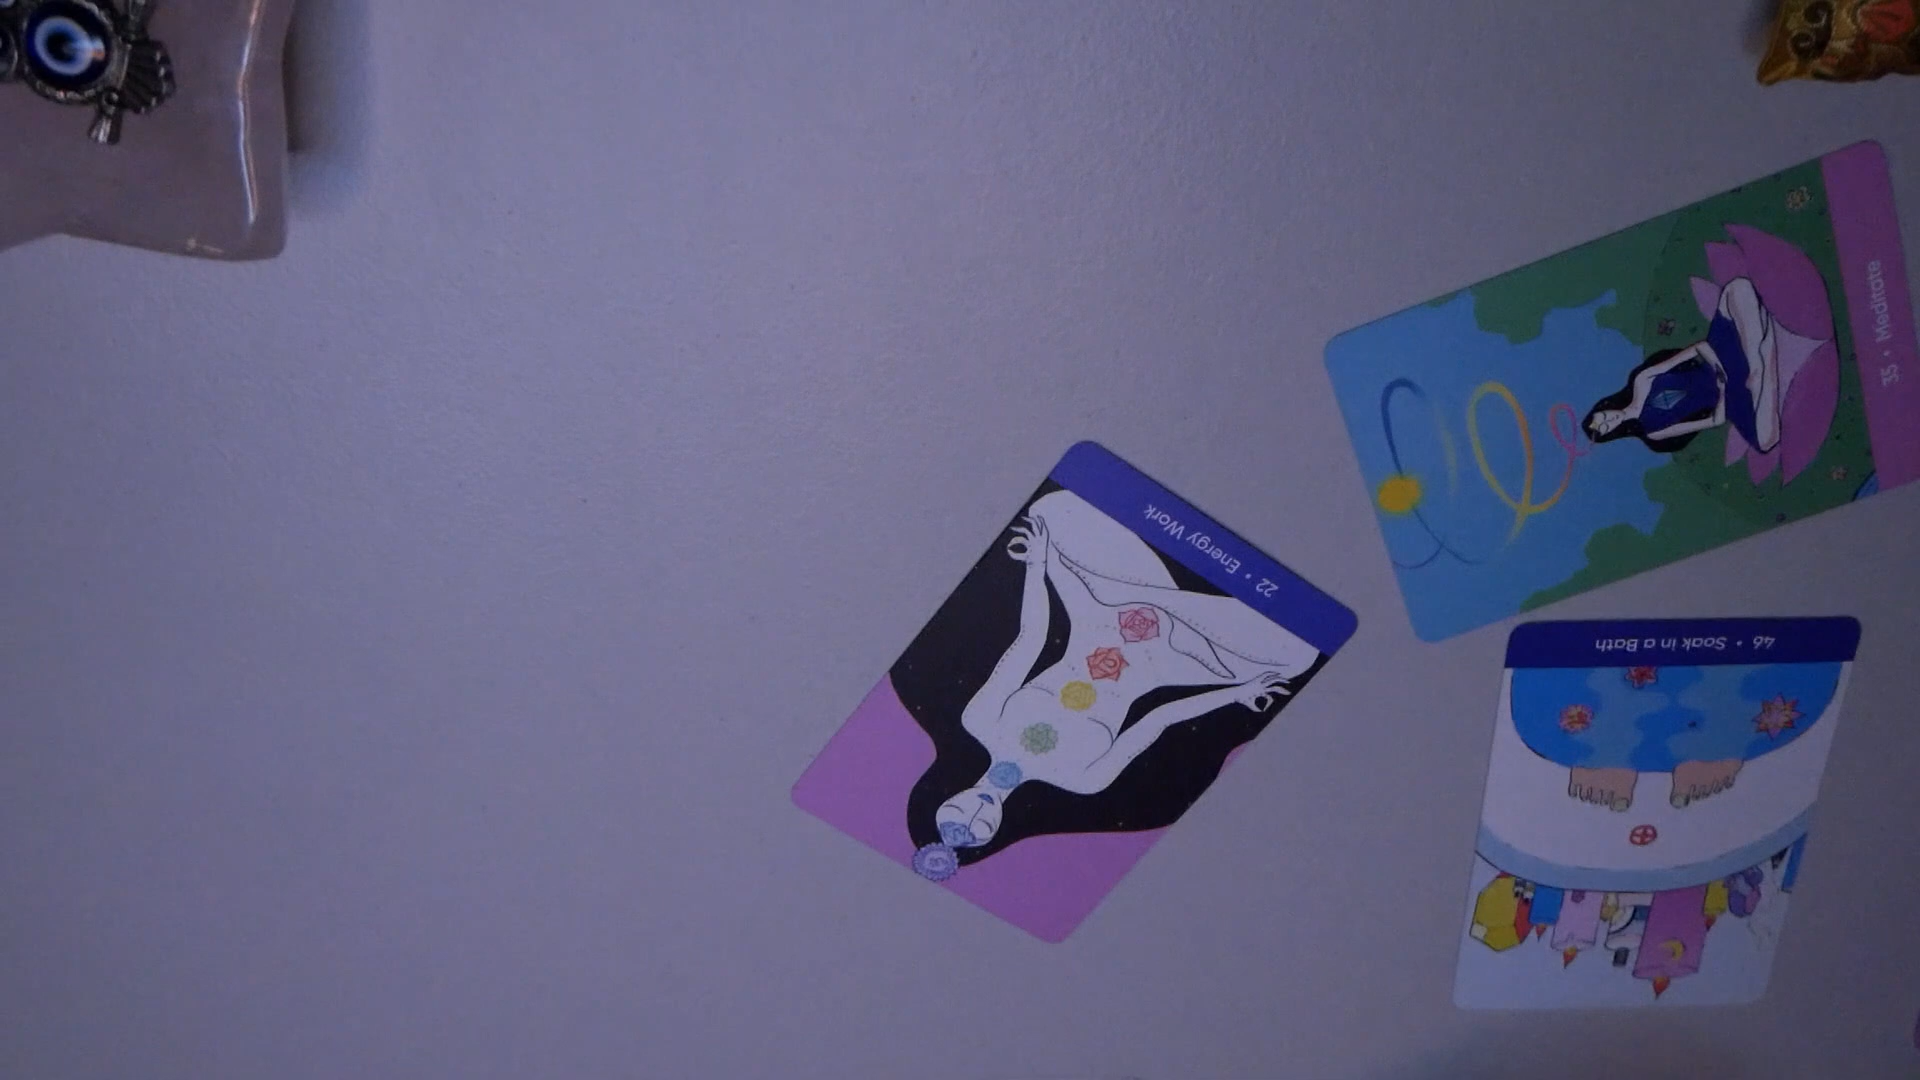 35 • Meditate
22 • Energy Work
46 • Soak in a Bath